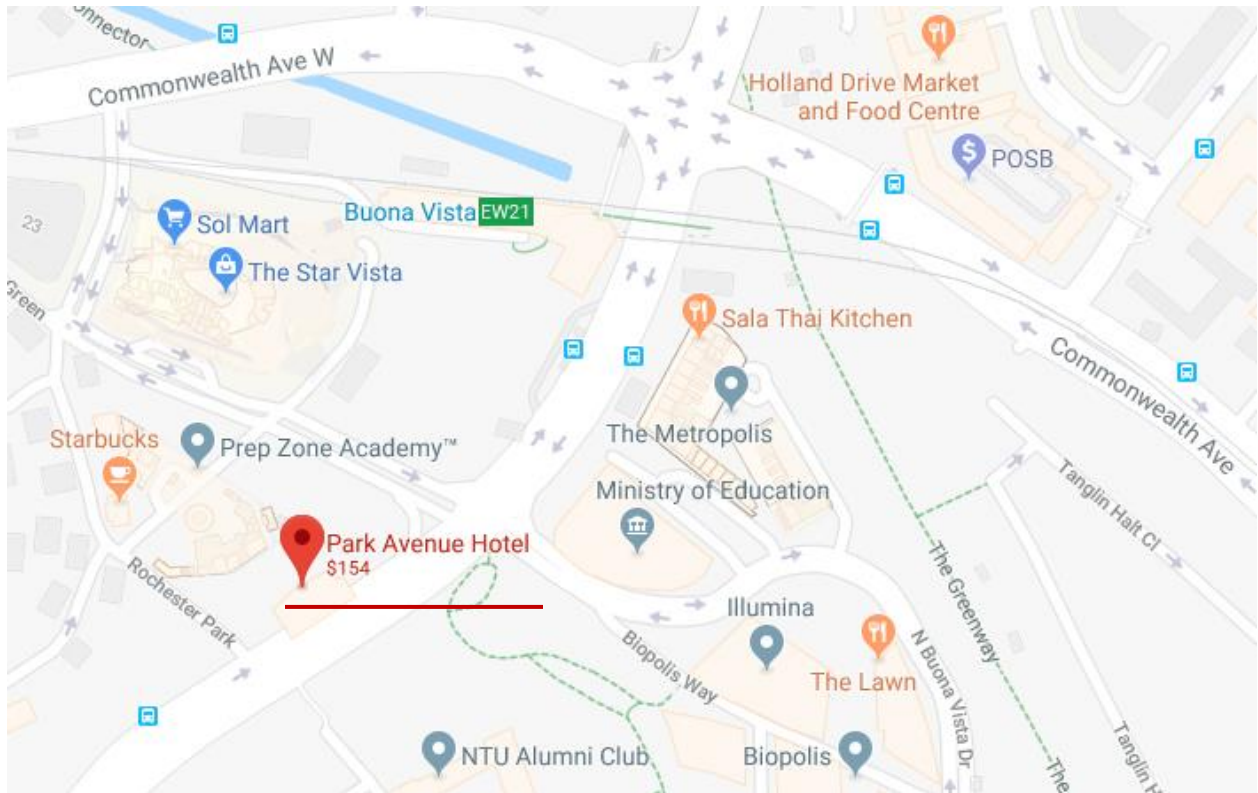 onnector
Commonwealth Ave W
Holland Drive Market
and Food Centre
$ POSB
Buona Vista EW21
23
Sol Mart
The Star Vista
Green
Sala Thai Kitchen
Commonwealth Ave
Starbucks
Prep Zone Academy™
The Metropolis
Ministry of Education
Tanglin Halt Cl
Park Avenue Hotel
$154
The Greenway
Rochester Park
Illumina
Biopolis Way
N Buona Vista Dr
The Lawn
NTU Alumni Club
Biopolis
The
Tanglin H